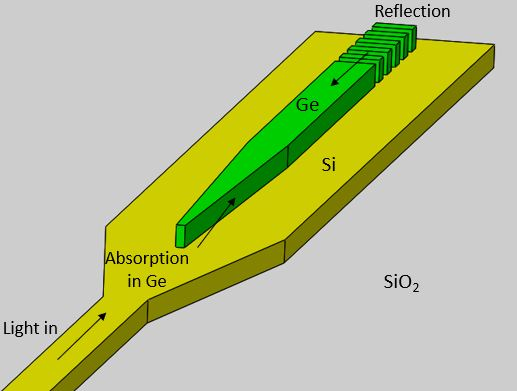 Reflection
Ge
Si
Absorption
in Ge
SiO₂
Light in